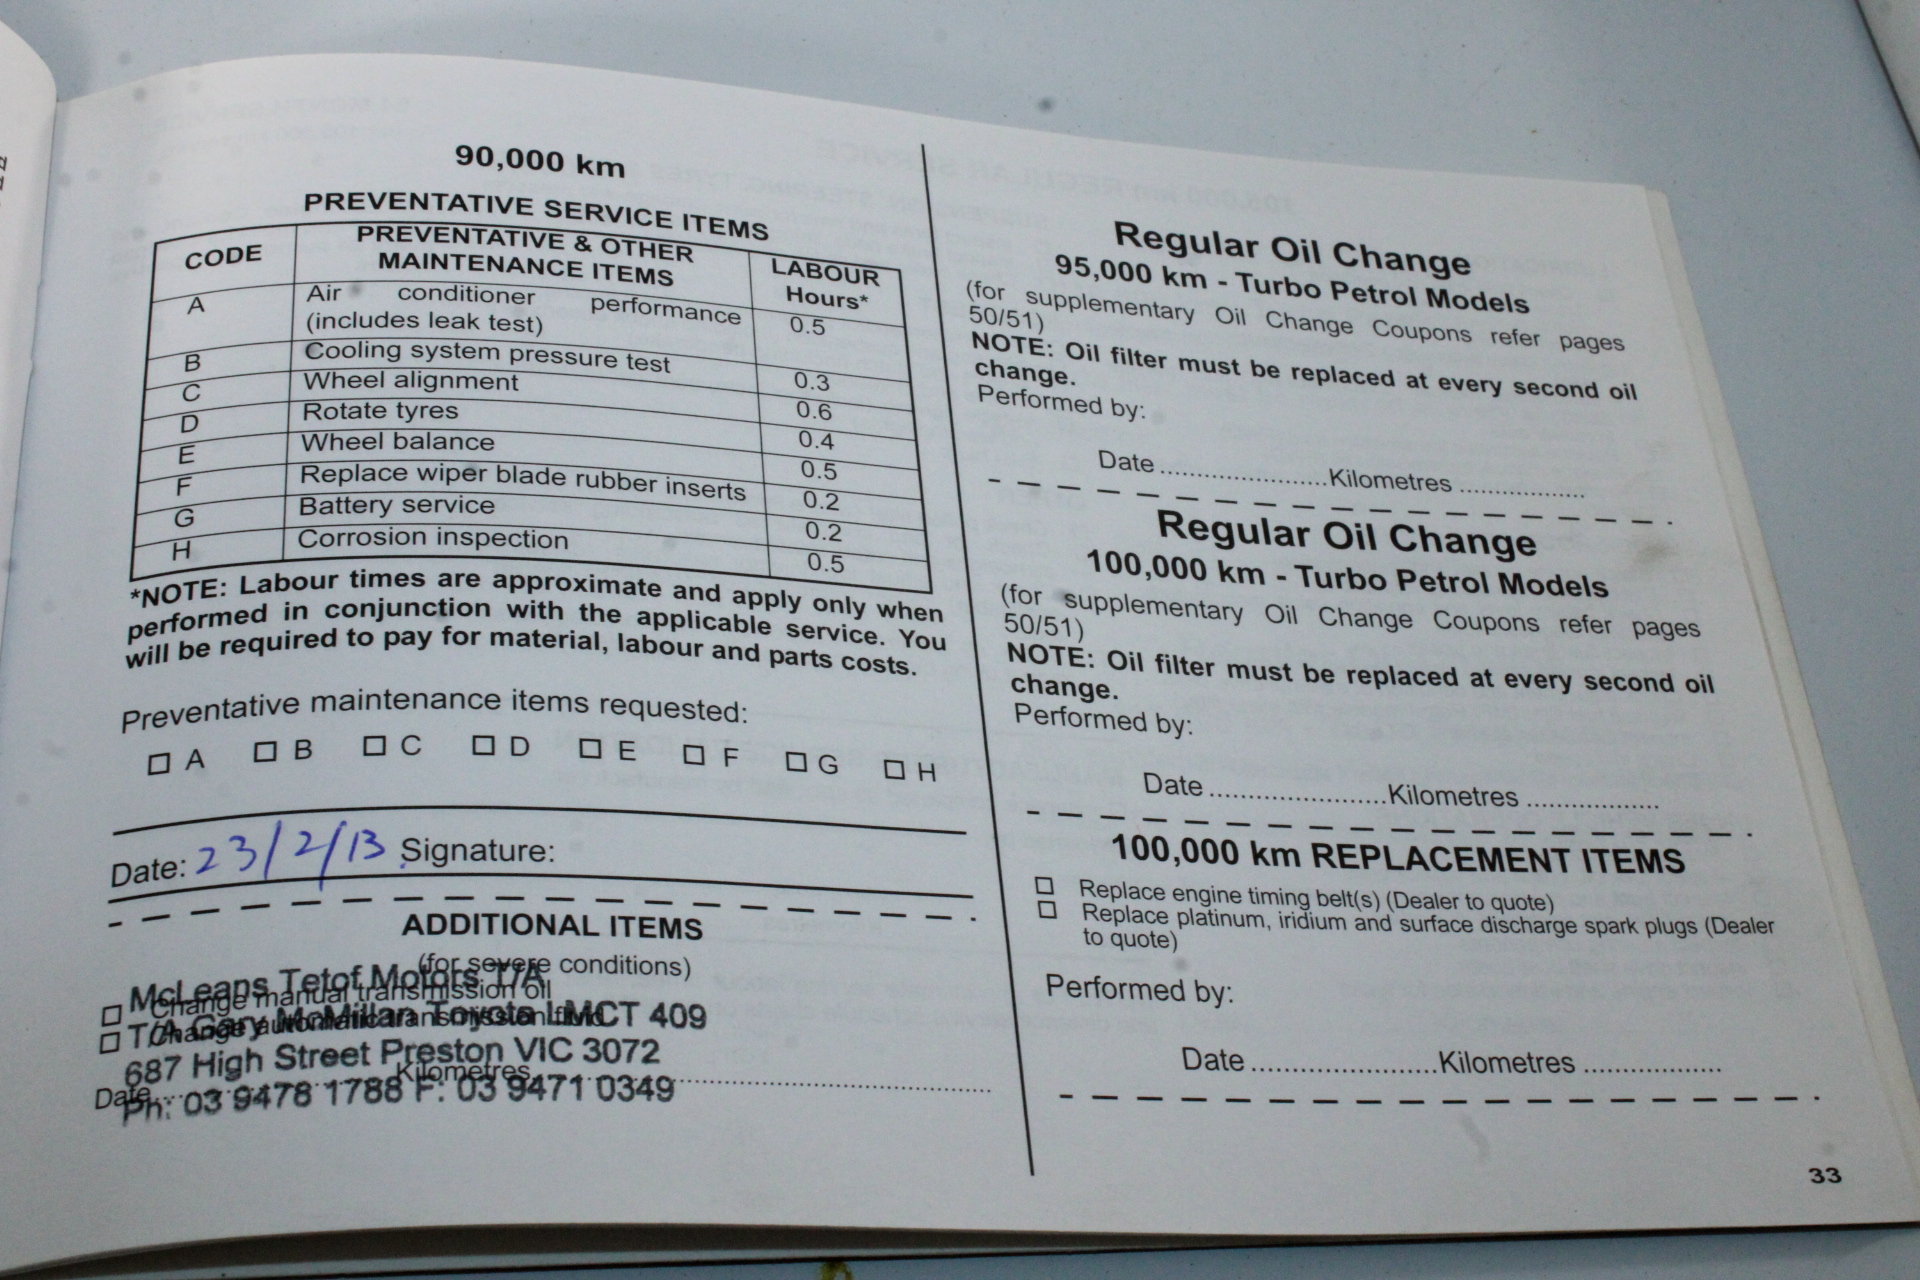 90,000 km
PREVENTATIVE SERVICE ITEMS
CODE PREVENTATIVE & OTHER MAINTENANCE ITEMS LABOUR Hours*
A Air conditioner performance (includes leak test) 0.5
B Cooling system pressure test 0.3
C Wheel alignment 0.6
D Rotate tyres 0.4
E Wheel balance 0.5
F Replace wiper blade rubber inserts 0.2
G Battery service 0.2
H Corrosion inspection 0.5
*NOTE: Labour times are approximate and apply only when
performed in conjunction with the applicable service. You
will be required to pay for material, labour and parts costs.
Preventative maintenance items requested:
A B C D E F G H
Date: 23/2/13 Signature:
ADDITIONAL ITEMS
(for severe conditions)
Change manual transmission oil
Change automatic transmission fluid
Date Kilometres
Motors T/A
T/A Gary McMillan Toyota LMCT 409
687 High Street Preston VIC 3072
Ph: 03 9478 1788 F: 03 9471 0349
Regular Oil Change
95,000 km - Turbo Petrol Models
(for supplementary Oil Change Coupons refer pages
50/51)
NOTE: Oil filter must be replaced at every second oil
change.
Performed by:
Date ........................Kilometres ..................
Regular Oil Change
100,000 km - Turbo Petrol Models
(for supplementary Oil Change Coupons refer pages
50/51)
NOTE: Oil filter must be replaced at every second oil
change.
Performed by:
Date ........................Kilometres ..................
100,000 km REPLACEMENT ITEMS
Replace engine timing belt(s) (Dealer to quote)
Replace platinum, iridium and surface discharge spark plugs (Dealer
to quote)
Performed by:
Date ........................Kilometres ..................
33